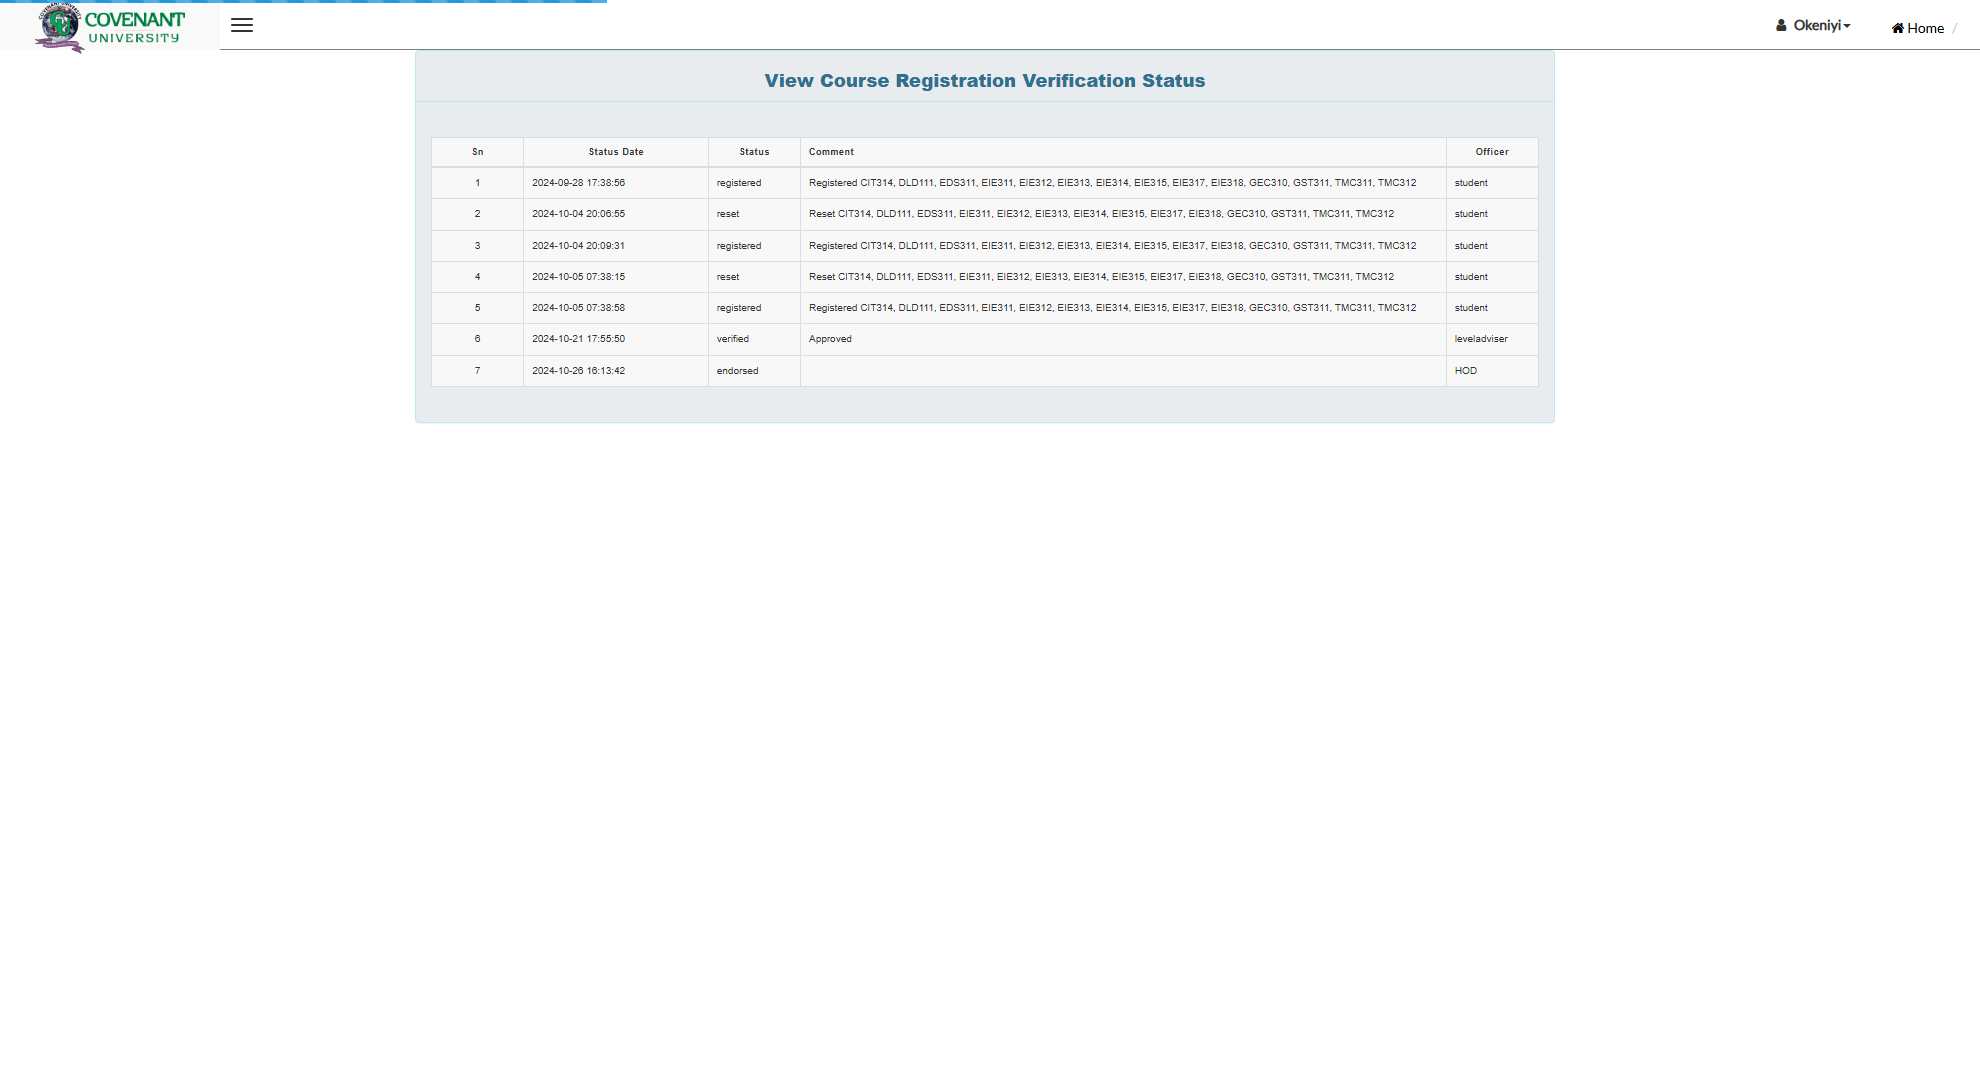 COVENANT UNIVERSITY
COVENANT
UNIVERSITY
Okeniyi
Home /
View Course Registration Verification Status
Sn Status Date Status Comment Officer
1 2024-09-28 17:38:56 registered Registered CIT314, DLD111, EDS311, EIE311, EIE312, EIE313, EIE314, EIE315, EIE317, EIE318, GEC310, GST311, TMC311, TMC312 student
2 2024-10-04 20:06:55 reset Reset CIT314, DLD111, EDS311, EIE311, EIE312, EIE313, EIE314, EIE315, EIE317, EIE318, GEC310, GST311, TMC311, TMC312 student
3 2024-10-04 20:09:31 registered Registered CIT314, DLD111, EDS311, EIE311, EIE312, EIE313, EIE314, EIE315, EIE317, EIE318, GEC310, GST311, TMC311, TMC312 student
4 2024-10-05 07:38:15 reset Reset CIT314, DLD111, EDS311, EIE311, EIE312, EIE313, EIE314, EIE315, EIE317, EIE318, GEC310, GST311, TMC311, TMC312 student
5 2024-10-05 07:38:58 registered Registered CIT314, DLD111, EDS311, EIE311, EIE312, EIE313, EIE314, EIE315, EIE317, EIE318, GEC310, GST311, TMC311, TMC312 student
6 2024-10-21 17:55:50 verified Approved leveladviser
7 2024-10-26 16:13:42 endorsed HOD